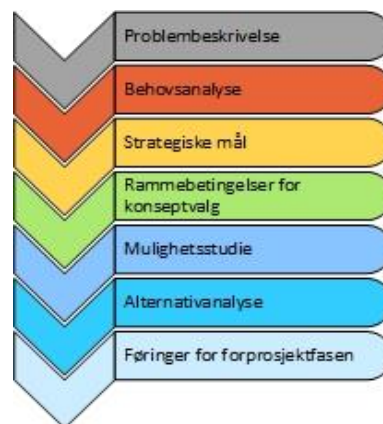 Problembeskrivelse
Behovsanalyse
Strategiske mål
Rammebetingelser for
konseptvalg
Mulighetsstudie
Alternativanalyse
Føringer for forprosjektfasen